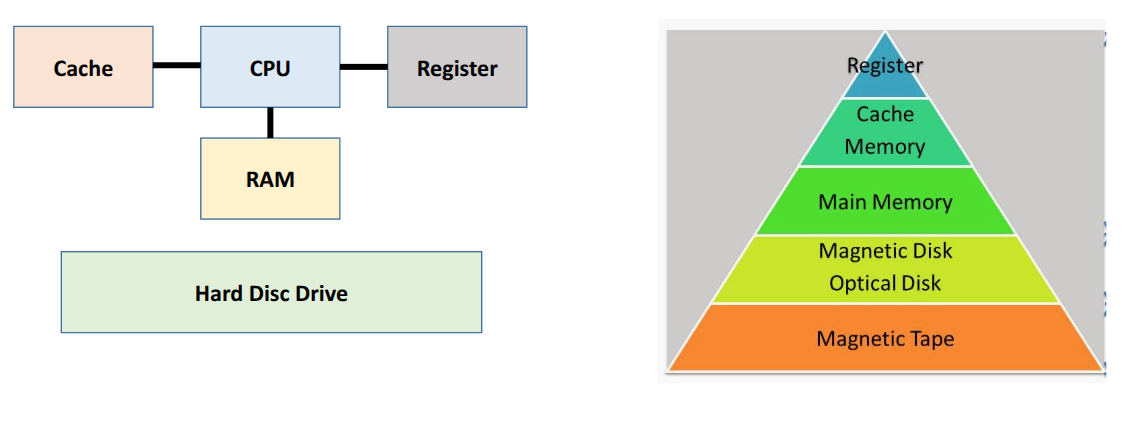 Cache
CPU
Register
RAM
Hard Disc Drive
Register
Cache
Memory
Main Memory
Magnetic Disk
Optical Disk
Magnetic Tape